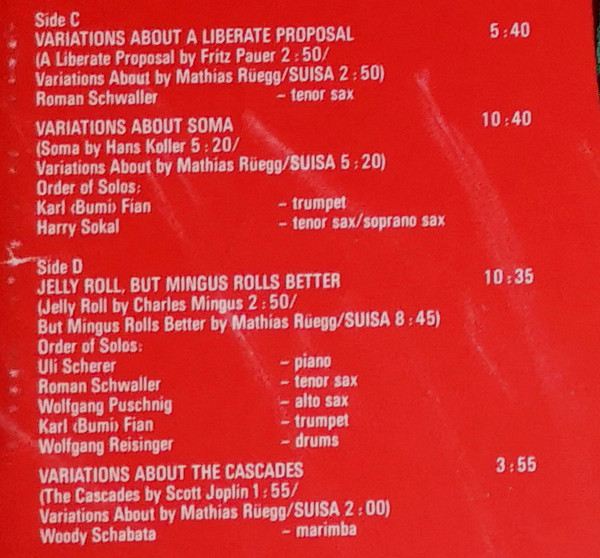 Side C
VARIATIONS ABOUT A LIBERATE PROPOSAL 5:40
(A Liberate Proposal by Fritz Pauer 2:50/
Variations About by Mathias Rüegg/SUISA 2:50)
Roman Schwaller – tenor sax
VARIATIONS ABOUT SOMA 10:40
(Soma by Hans Koller 5:20/
Variations About by Mathias Rüegg/SUISA 5:20)
Order of Solos:
Karl ‹Bumi› Fian – trumpet
Harry Sokal – tenor sax/soprano sax
Side D
JELLY ROLL, BUT MINGUS ROLLS BETTER 10:35
(Jelly Roll by Charles Mingus 2:50/
But Mingus Rolls Better by Mathias Rüegg/SUISA 8:45)
Order of Solos:
Uli Scherer – piano
Roman Schwaller – tenor sax
Wolfgang Puschnig – alto sax
Karl ‹Bumi› Fian – trumpet
Wolfgang Reisinger – drums
VARIATIONS ABOUT THE CASCADES 3:55
(The Cascades by Scott Joplin 1:55/
Variations About by Mathias Rüegg/SUISA 2:00)
Woody Schabata – marimba